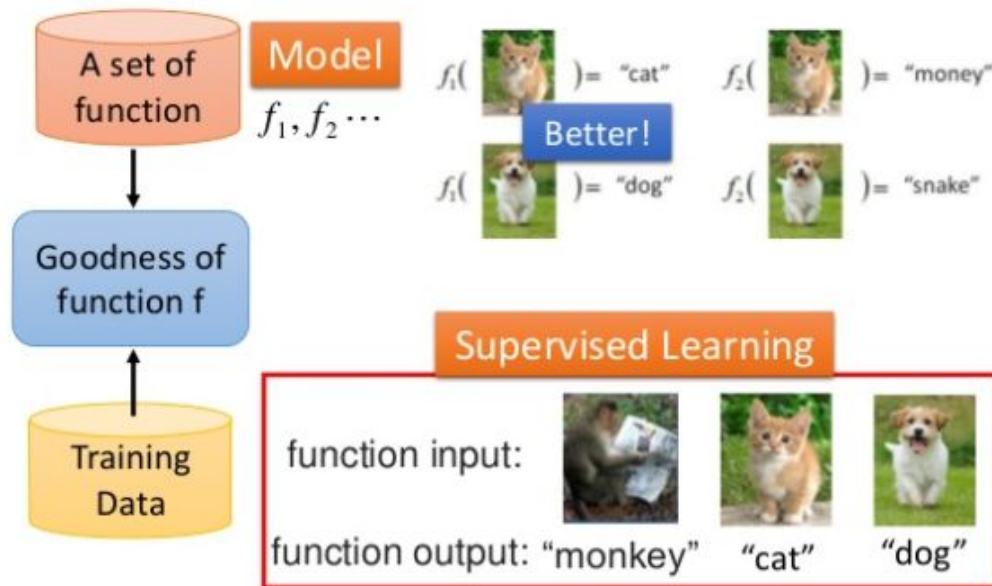 A set of
function
Model
f₁, f₂ ⋯
f₁( )= “cat”
f₂( )= “money”
Better!
f₁( )= “dog”
f₂( )= “snake”
Goodness of
function f
Supervised Learning
Training
Data
function input:
function output: “monkey” “cat” “dog”